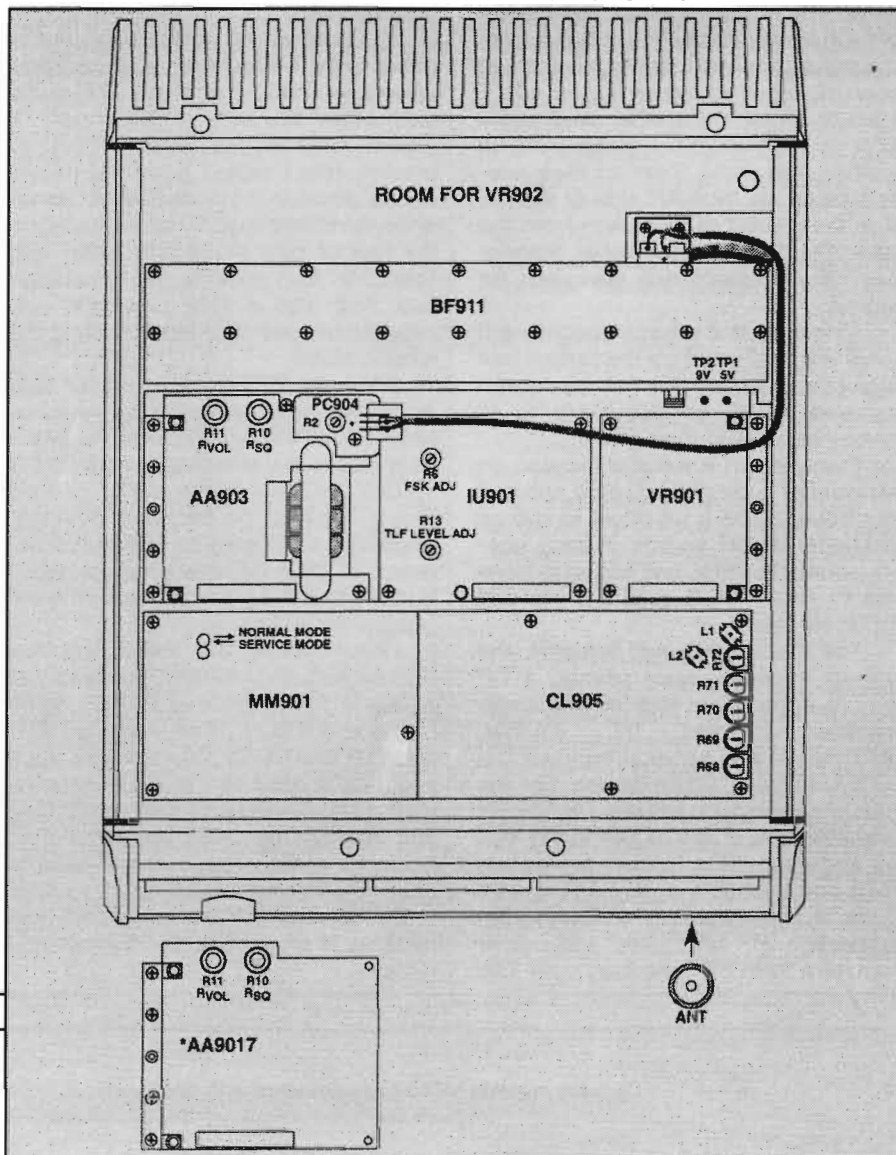 ROOM FOR VR902
BF911
TP2 TP1
9V 5V
PC904
R2
+
R11
RVOL
R10
RSQ
AA903
R6
FSK ADJ
IU901
VR901
R13
TLF LEVEL ADJ
NORMAL MODE
SERVICE MODE
MM901
CL905
L1
L2
R72
R71
R70
R69
R68
R11
RVOL
R10
RSQ
*AA9017
ANT